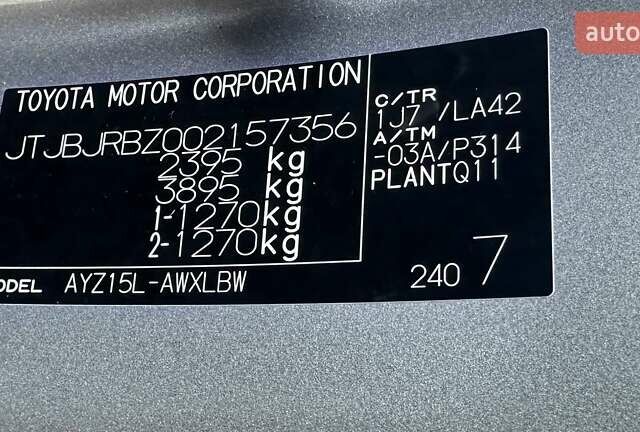 auto
TOYOTA MOTOR CORPORATION
JTJBJRBZ002157356
2395 kg
3895 kg
1-1270kg
2-1270kg
C/TR
1J7 /LA42
A/TM
-03A/P314
PLANTQ11
ODEL AYZ15L-AWXLBW
240 7